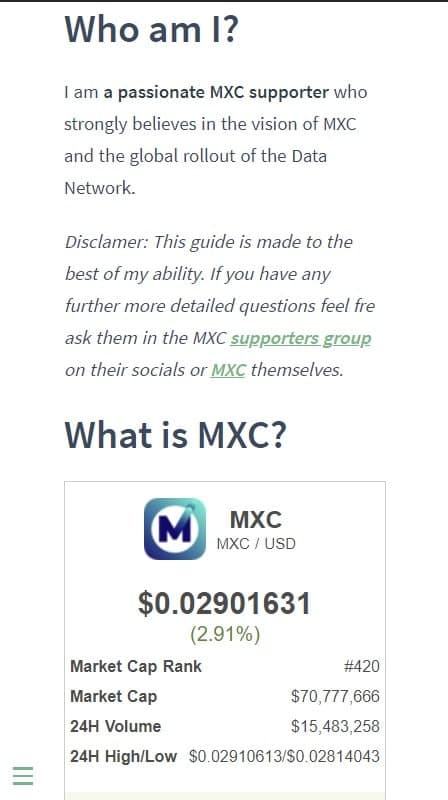 Who am I?
I am a passionate MXC supporter who
strongly believes in the vision of MXC
and the global rollout of the Data
Network.
Disclamer: This guide is made to the
best of my ability. If you have any
further more detailed questions feel fre
ask them in the MXC supporters group
on their socials or MXC themselves.
What is MXC?
M
MXC
MXC / USD
$0.02901631
(2.91%)
Market Cap Rank #420
Market Cap $70,777,666
24H Volume $15,483,258
24H High/Low $0.02910613/$0.02814043